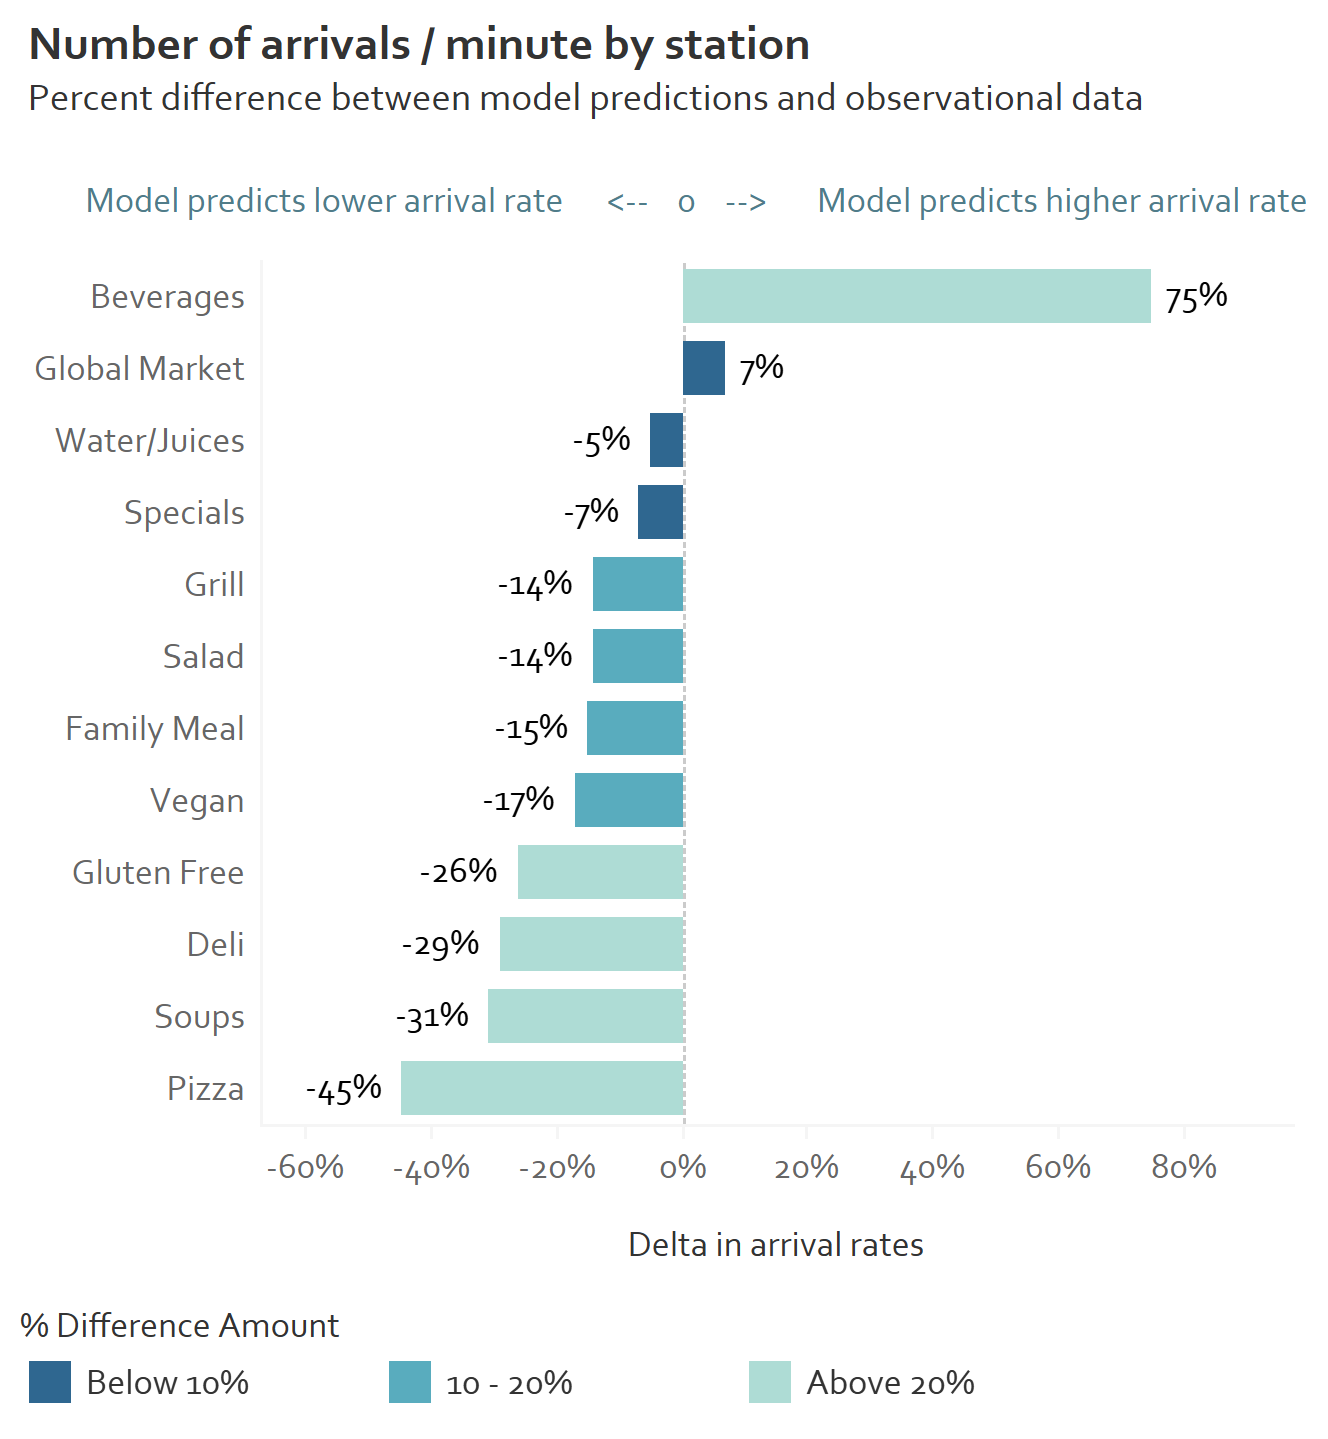 Number of arrivals / minute by station
Percent difference between model predictions and observational data
Model predicts lower arrival rate <-- o --> Model predicts higher arrival rate
Beverages 75%
Global Market 7%
Water/Juices -5%
Specials -7%
Grill -14%
Salad -14%
Family Meal -15%
Vegan -17%
Gluten Free -26%
Deli -29%
Soups -31%
Pizza -45%
-60% -40% -20% 0% 20% 40% 60% 80%
Delta in arrival rates
% Difference Amount
Below 10% 10 - 20% Above 20%